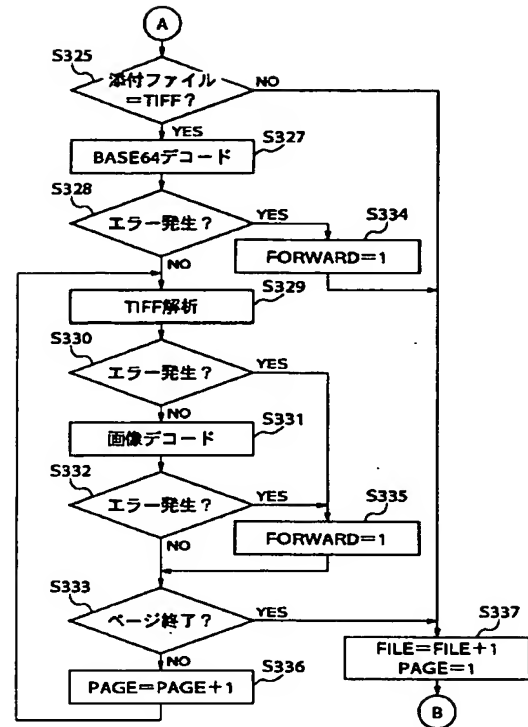 A
S325
添付ファイル
=TIFF?
NO
YES
S327
BASE64デコード
S328
エラー発生?
YES
NO
S334
FORWARD=1
S329
TIFF解析
S330
エラー発生?
YES
NO
S331
画像デコード
S332
エラー発生?
YES
NO
S335
FORWARD=1
S333
ページ終了?
YES
NO
S336
PAGE=PAGE+1
S337
FILE=FILE+1
PAGE=1
B